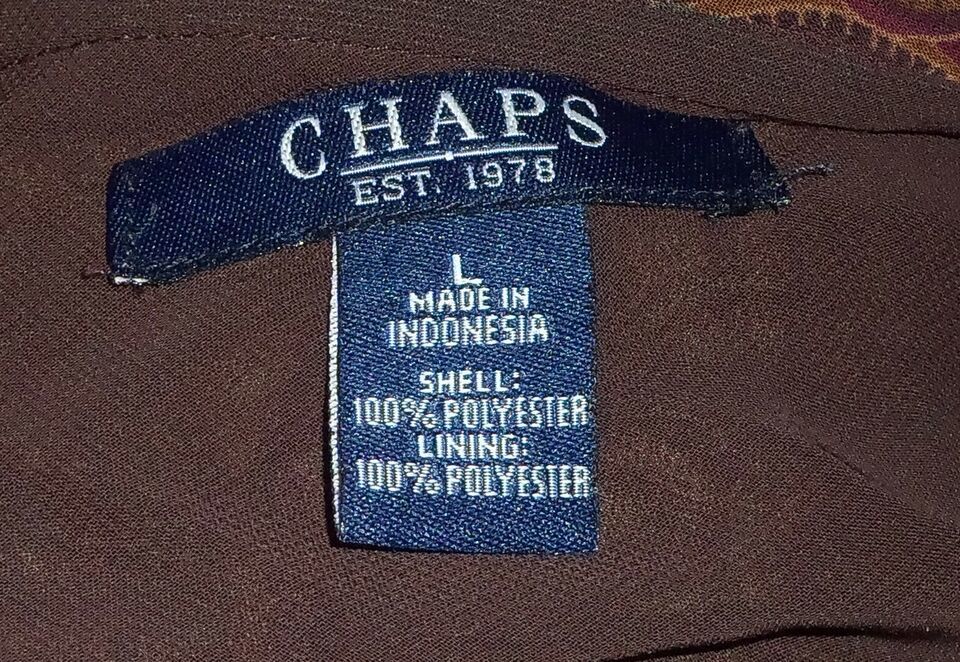 CHAPS
EST. 1978
L
MADE IN
INDONESIA
SHELL:
100% POLYESTER
LINING:
100% POLYESTER